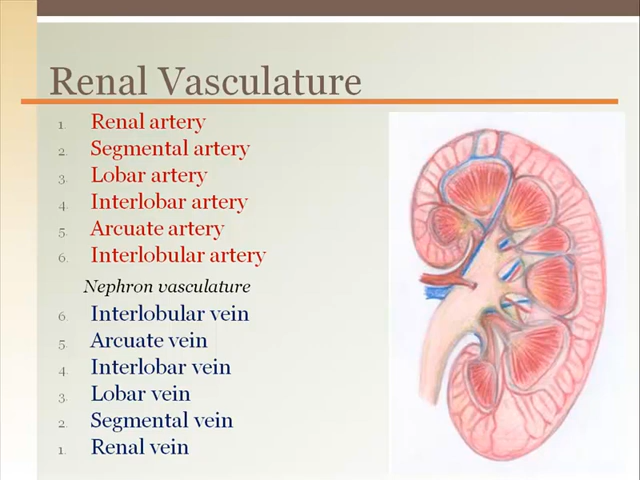 Renal Vasculature
1. Renal artery
2. Segmental artery
3. Lobar artery
4. Interlobar artery
5. Arcuate artery
6. Interlobular artery
Nephron vasculature
6. Interlobular vein
5. Arcuate vein
4. Interlobar vein
3. Lobar vein
2. Segmental vein
1. Renal vein